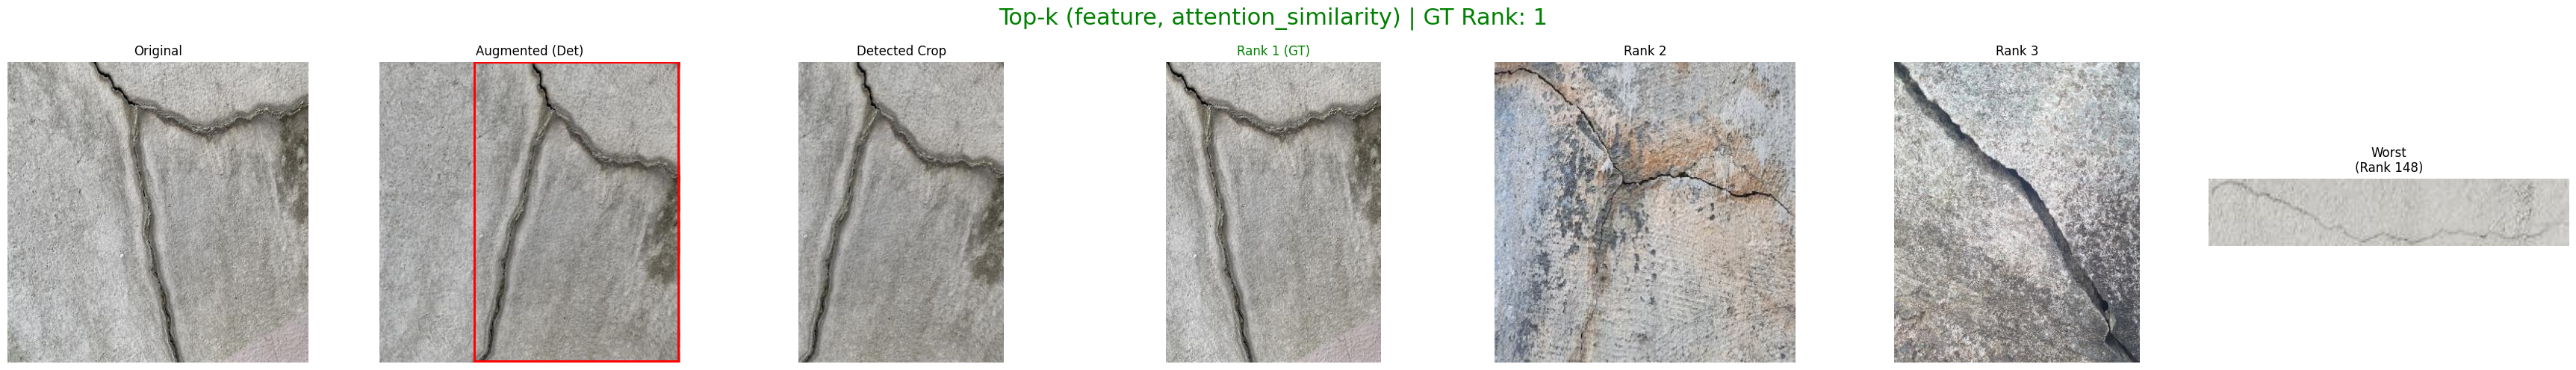 Top-k (feature, attention_similarity) | GT Rank: 1
Original
Augmented (Det)
Detected Crop
Rank 1 (GT)
Rank 2
Rank 3
Worst
(Rank 148)